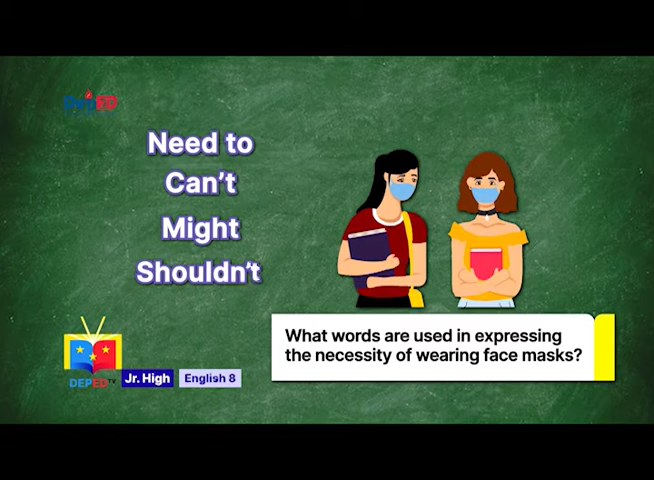 DepED
Need to
Can't
Might
Shouldn't
What words are used in expressing
the necessity of wearing face masks?
DEPED TV
Jr. High
English 8